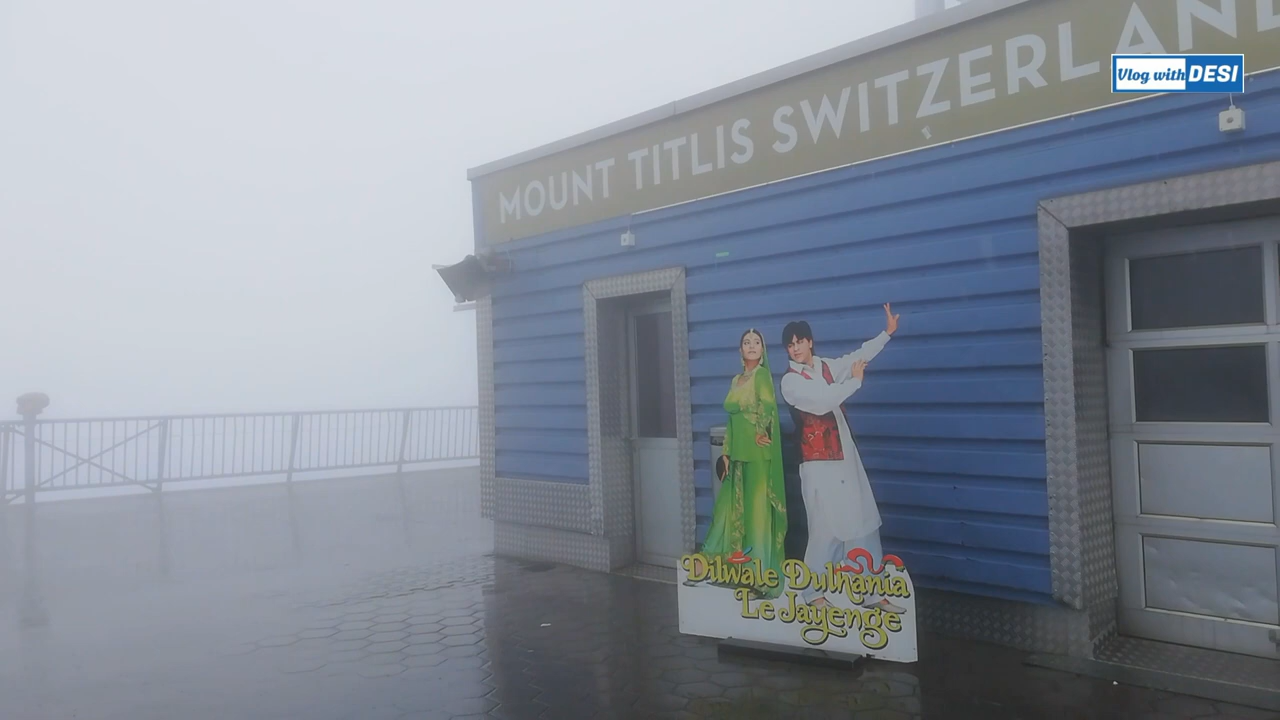 Vlog with DESI
MOUNT TITLIS SWITZERLAND
Dilwale Dulhania
Le Jayenge